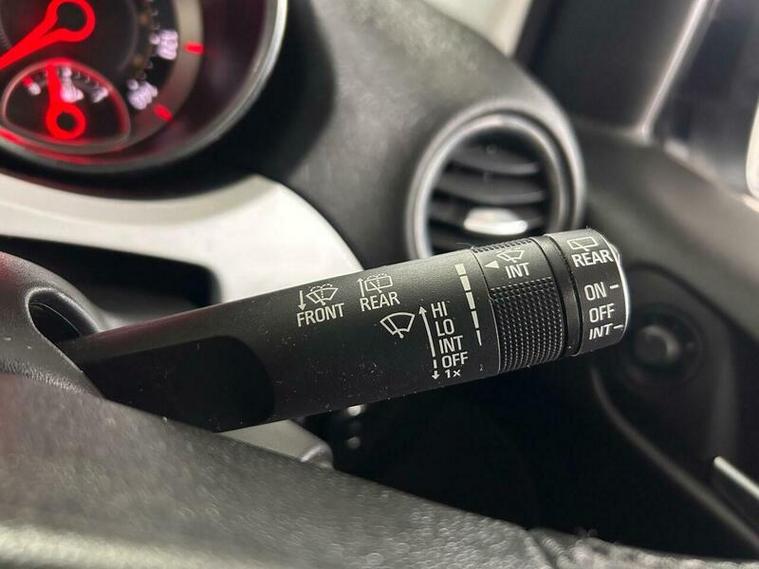 FRONT
REAR
HI
LO
INT
OFF
1x
INT
REAR
ON
OFF
INT